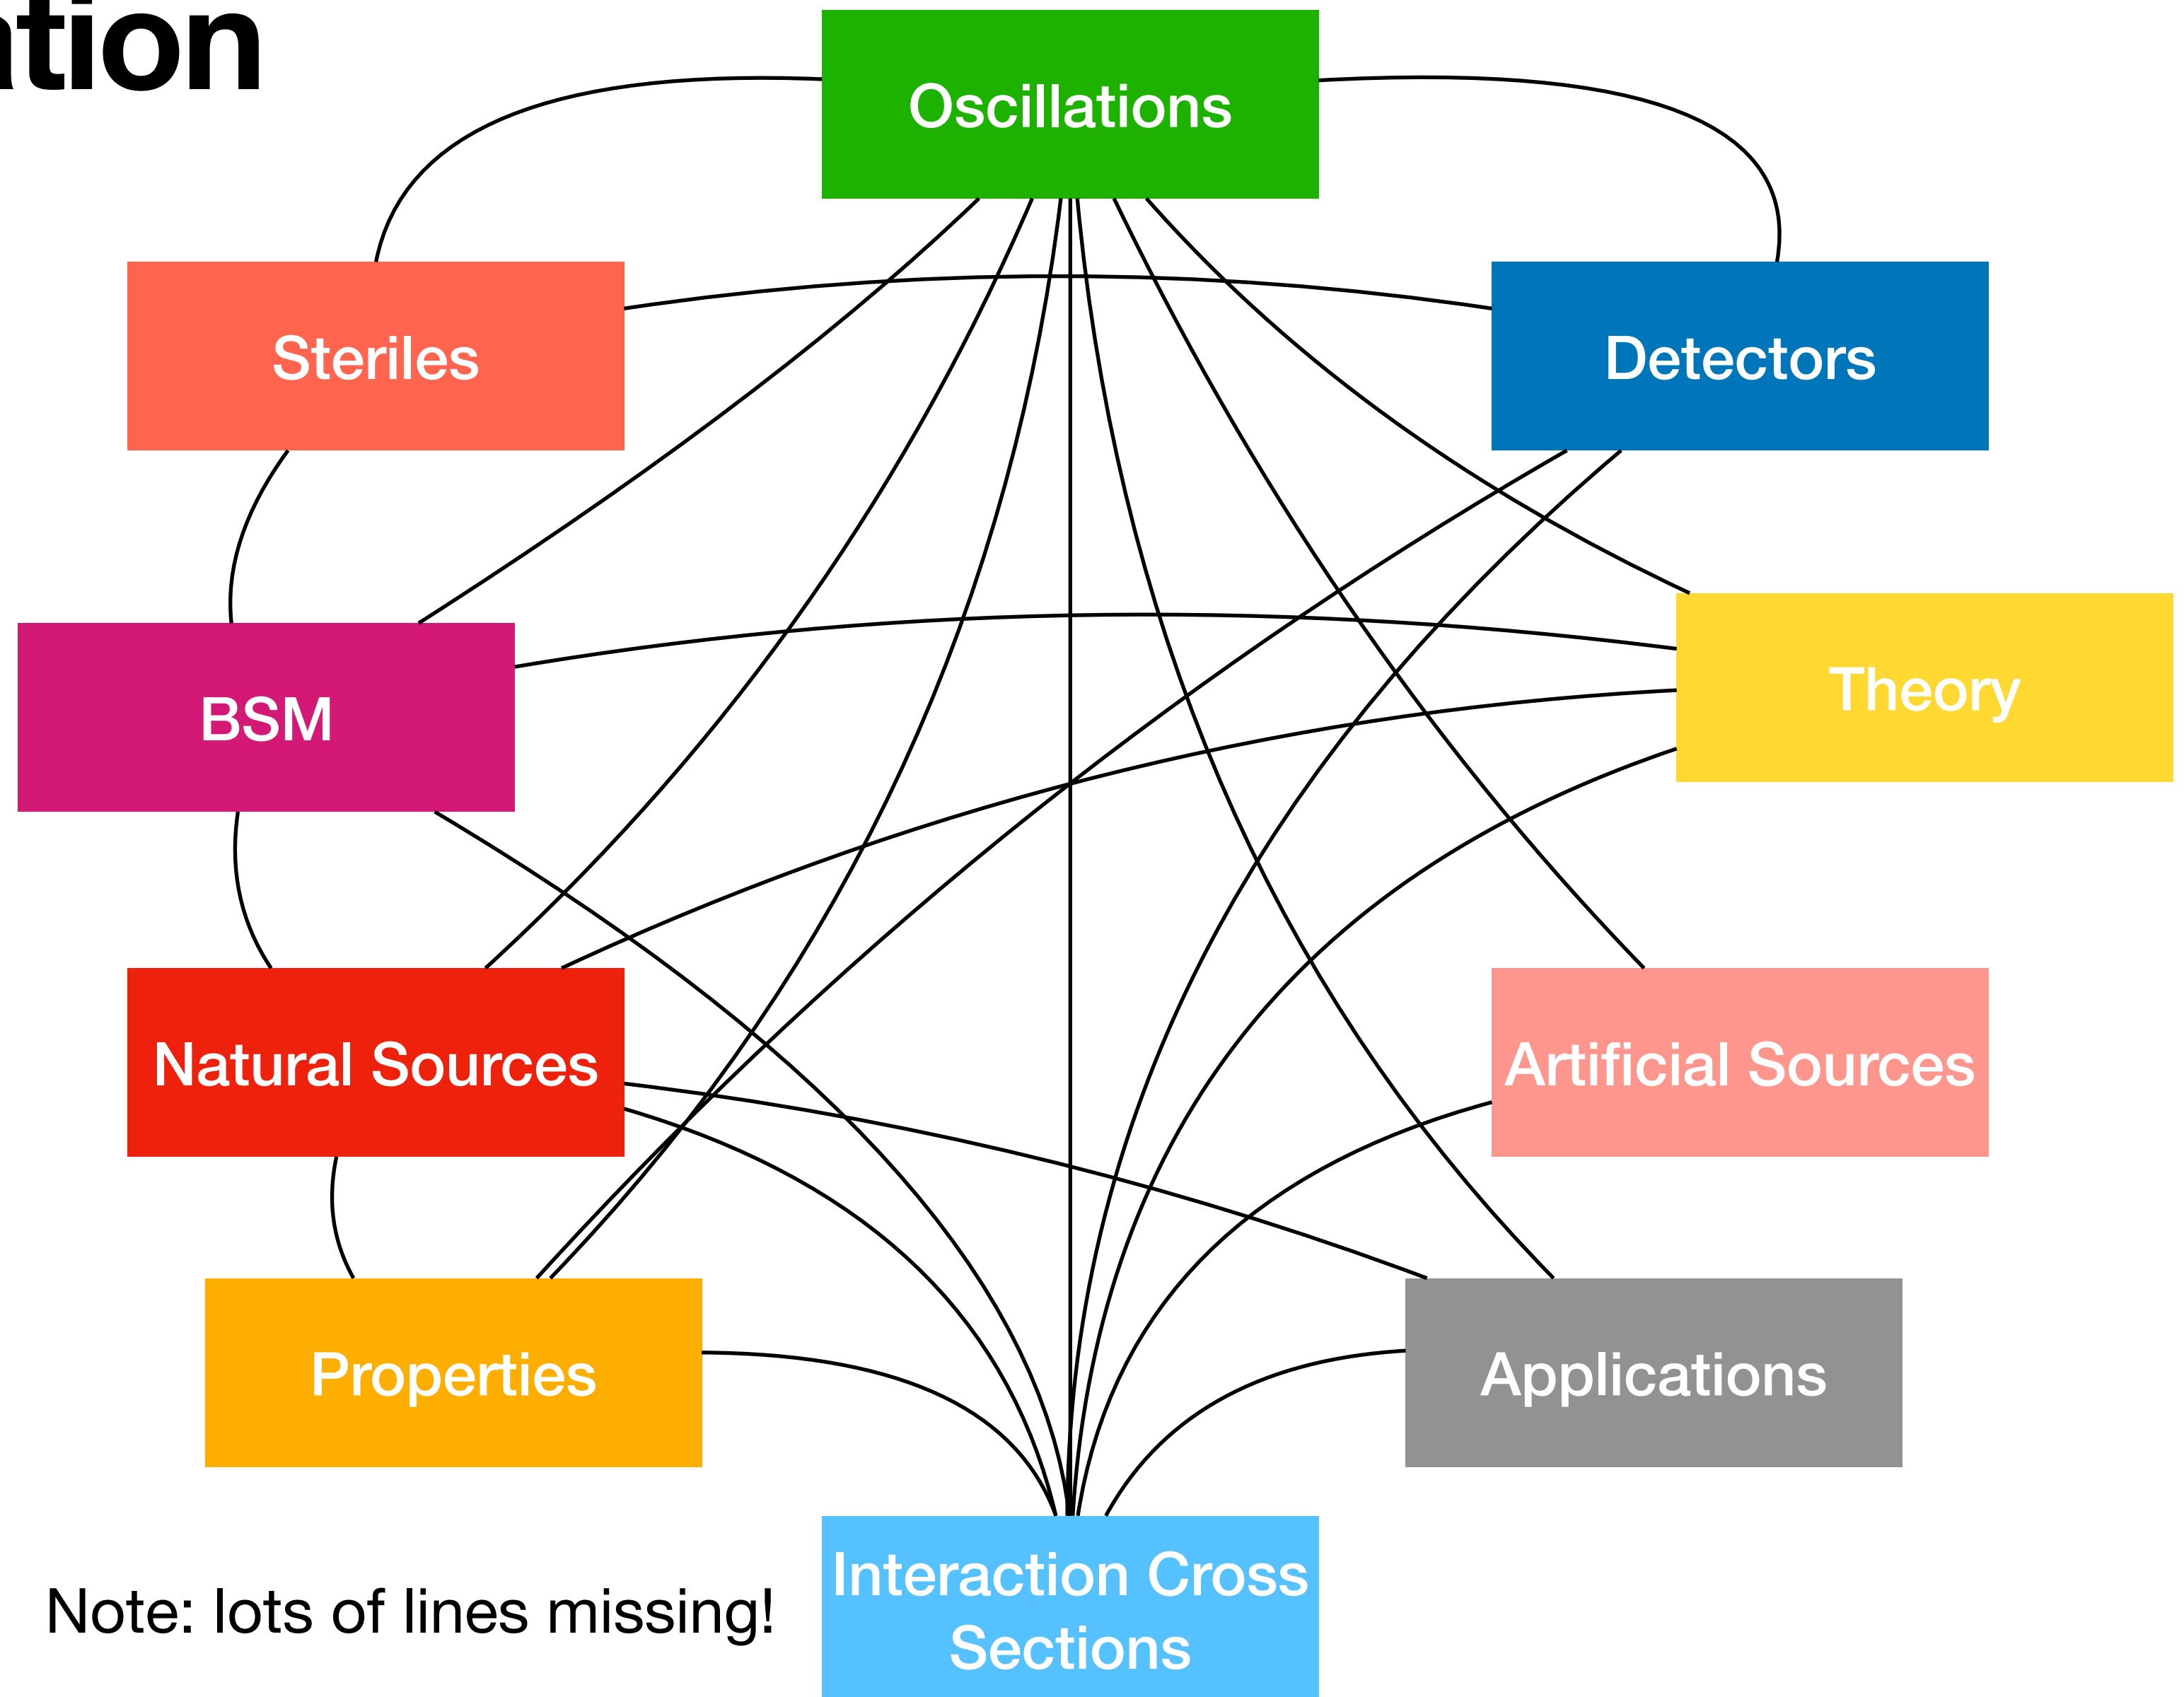 ation
Oscillations
Steriles
Detectors
BSM
Theory
Natural Sources
Artificial Sources
Properties
Applications
Interaction Cross
Sections
Note: lots of lines missing!